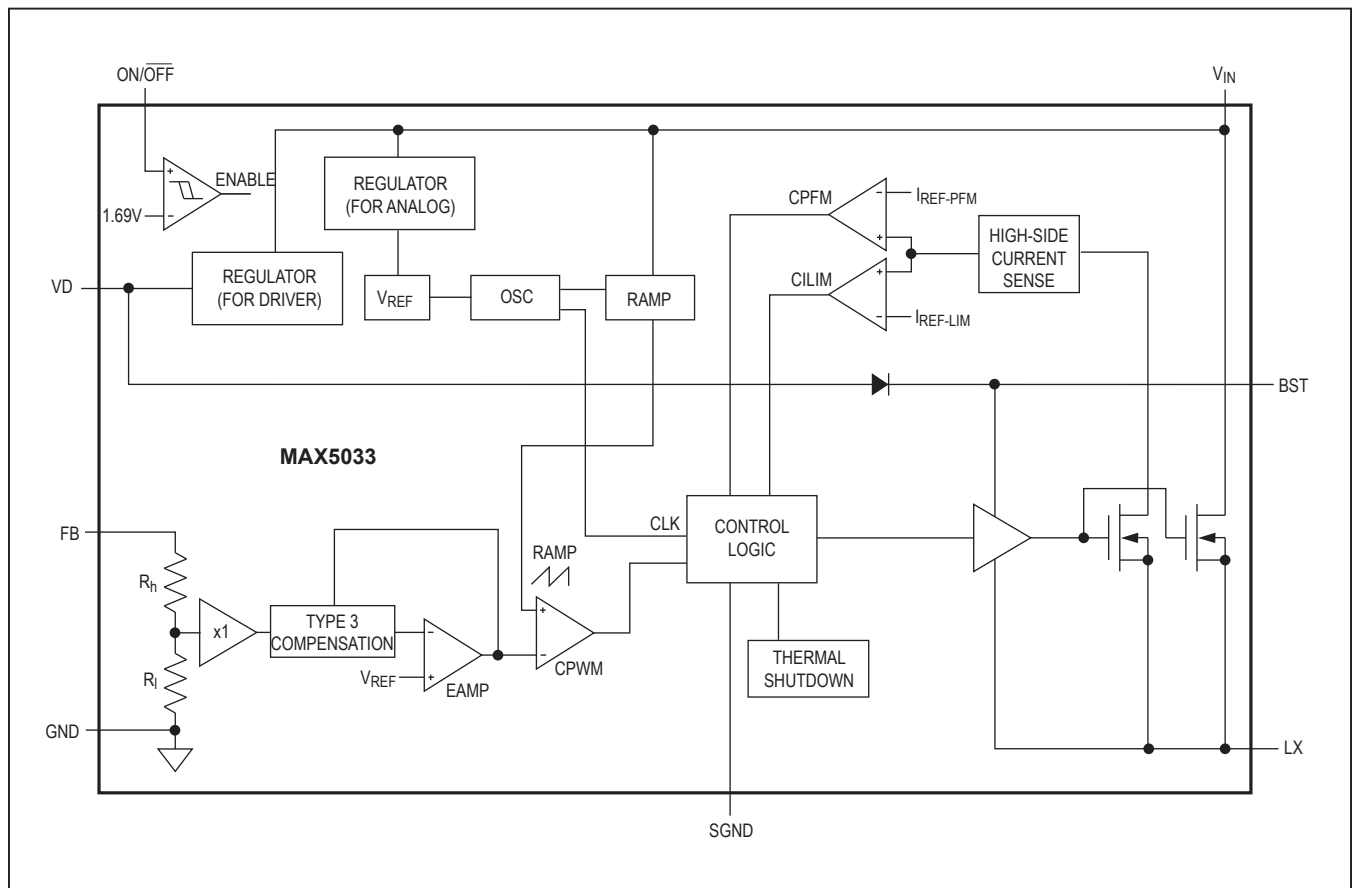 ON/OFF
VIN
ENABLE
1.69V
REGULATOR
(FOR ANALOG)
CPFM
IREF-PFM
HIGH-SIDE
CURRENT
SENSE
REGULATOR
(FOR DRIVER)
VD
VREF
OSC
RAMP
CILIM
IREF-LIM
BST
MAX5033
FB
CLK
CONTROL
LOGIC
RAMP
Rh
x1
TYPE 3
COMPENSATION
VREF
EAMP
CPWM
THERMAL
SHUTDOWN
Rl
GND
LX
SGND